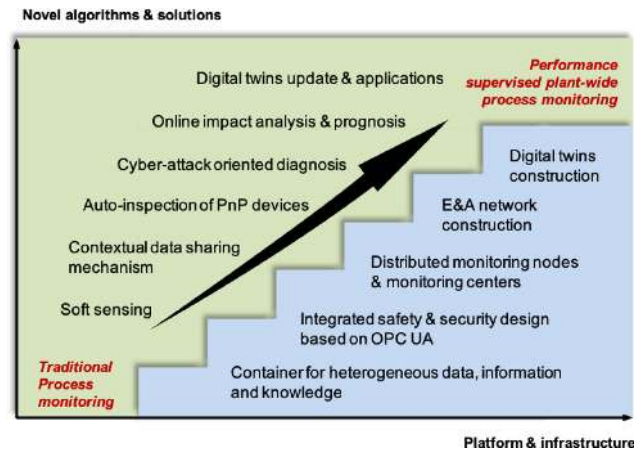 Novel algorithms & solutions
Performance
supervised plant-wide
process monitoring
Digital twins update & applications
Online impact analysis & prognosis
Cyber-attack oriented diagnosis
Auto-inspection of PnP devices
Contextual data sharing
mechanism
Soft sensing
Traditional
Process
monitoring
Digital twins
construction
E&A network
construction
Distributed monitoring nodes
& monitoring centers
Integrated safety & security design
based on OPC UA
Container for heterogeneous data, information
and knowledge
Platform & infrastructure